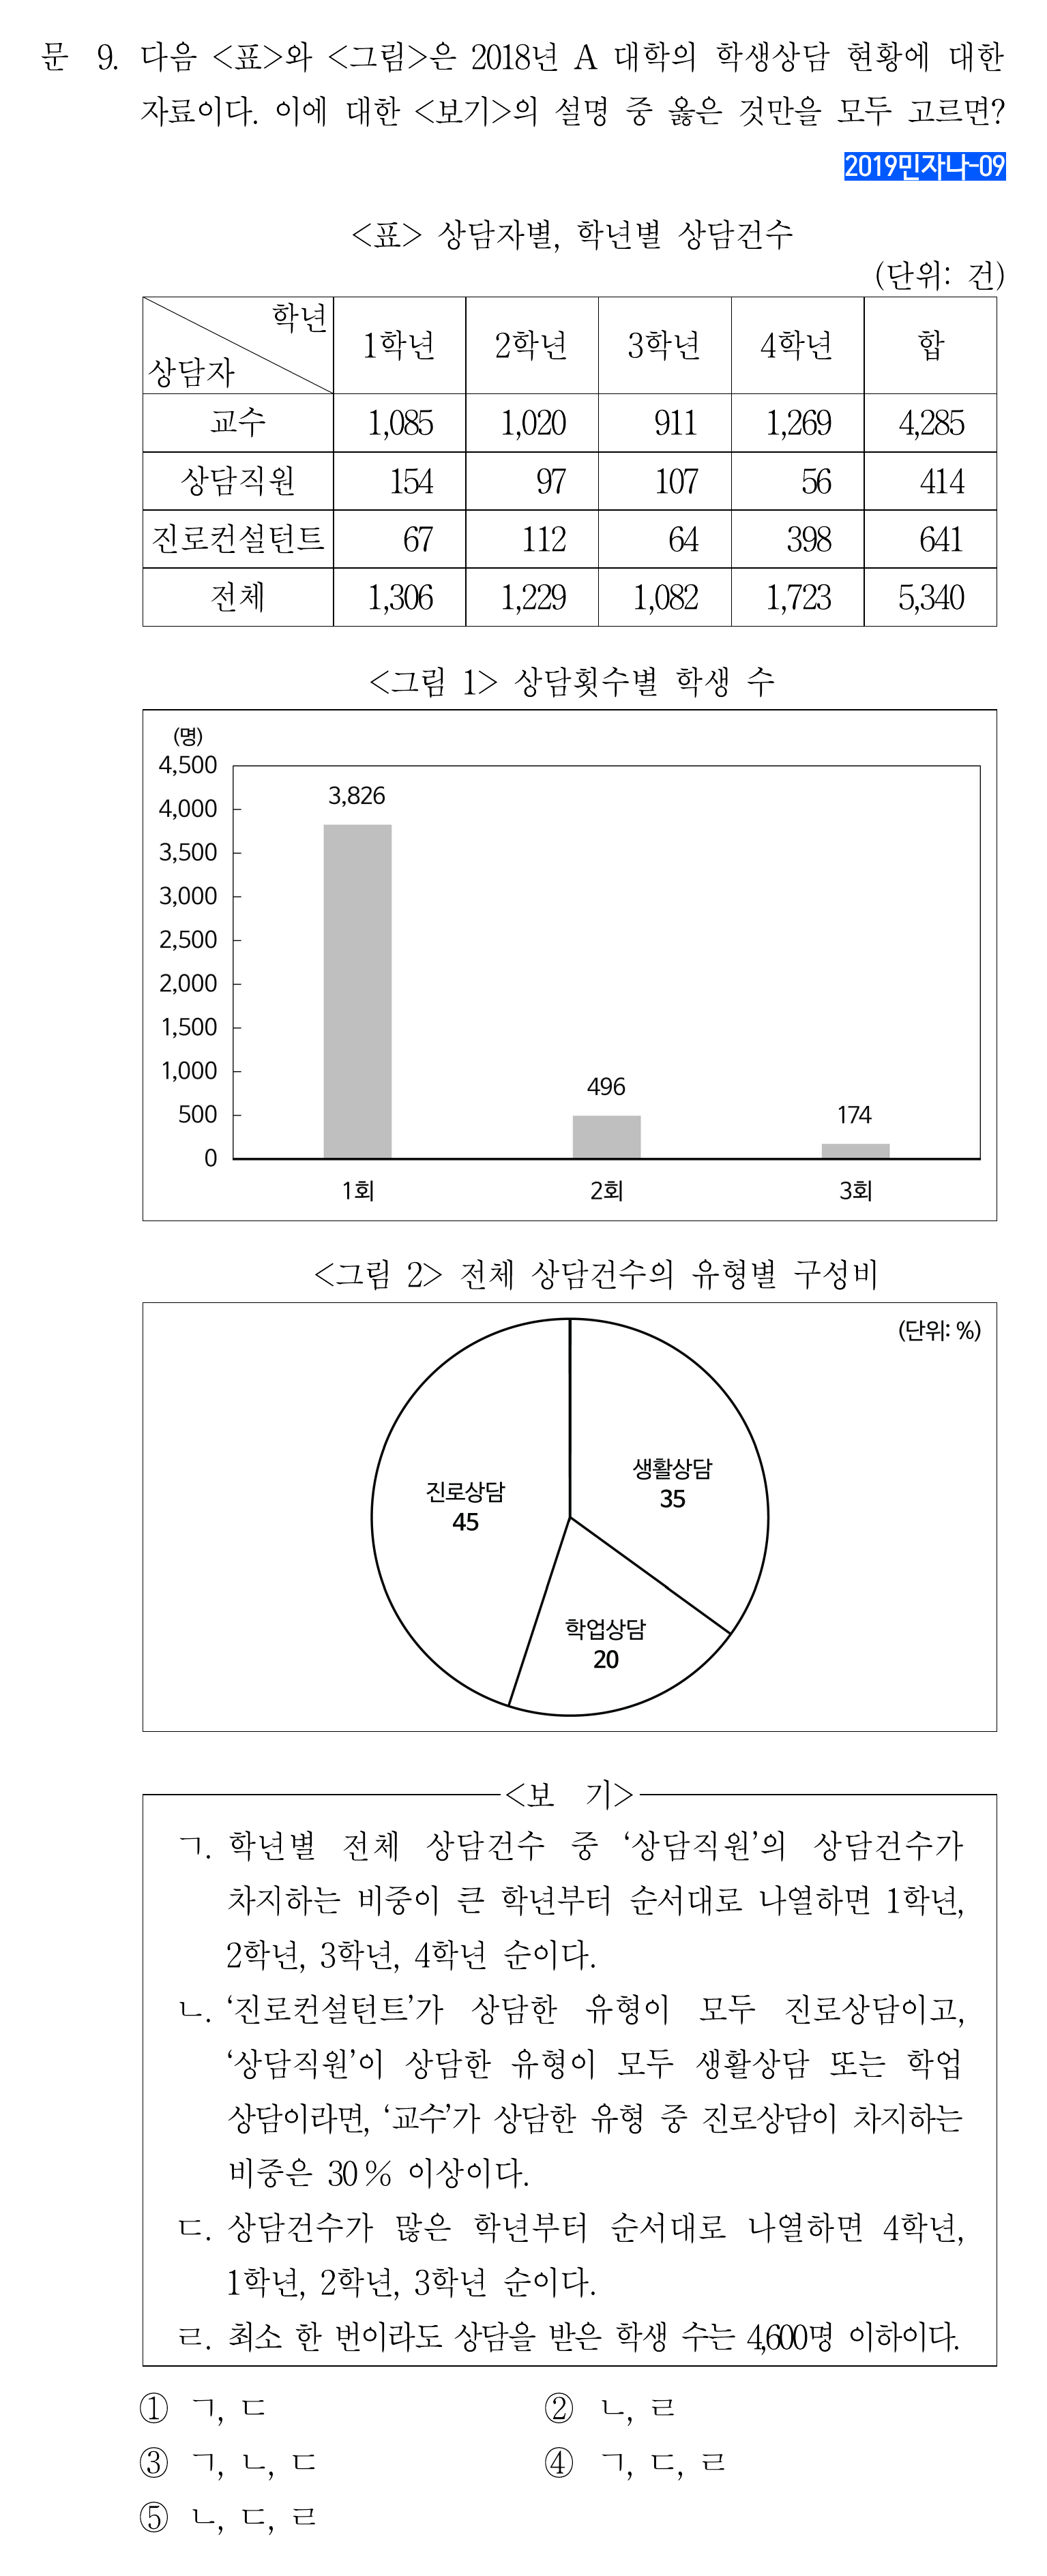 문 9. 다음 <표>와 <그림>은 2018년 A 대학의 학생상담 현황에 대한
자료이다. 이에 대한 <보기>의 설명 중 옳은 것만을 모두 고르면?
2019민자나-09
<표> 상담자별, 학년별 상담건수
(단위: 건)
학년
상담자
1학년 2학년 3학년 4학년 합
교수 1,085 1,020 911 1,269 4,285
상담직원 154 97 107 56 414
진로컨설턴트 67 112 64 398 641
전체 1,306 1,229 1,082 1,723 5,340
<그림 1> 상담횟수별 학생 수
(명)
4,500
4,000
3,500
3,000
2,500
2,000
1,500
1,000
500
0
3,826
496
174
1회 2회 3회
<그림 2> 전체 상담건수의 유형별 구성비
(단위: %)
생활상담
35
진로상담
45
학업상담
20
<보 기>
ㄱ. 학년별 전체 상담건수 중 ‘상담직원’의 상담건수가
차지하는 비중이 큰 학년부터 순서대로 나열하면 1학년,
2학년, 3학년, 4학년 순이다.
ㄴ. ‘진로컨설턴트’가 상담한 유형이 모두 진로상담이고,
‘상담직원’이 상담한 유형이 모두 생활상담 또는 학업
상담이라면, ‘교수’가 상담한 유형 중 진로상담이 차지하는
비중은 30% 이상이다.
ㄷ. 상담건수가 많은 학년부터 순서대로 나열하면 4학년,
1학년, 2학년, 3학년 순이다.
ㄹ. 최소 한 번이라도 상담을 받은 학생 수는 4,600명 이하이다.
① ㄱ, ㄷ ② ㄴ, ㄹ
③ ㄱ, ㄴ, ㄷ ④ ㄱ, ㄷ, ㄹ
⑤ ㄴ, ㄷ, ㄹ